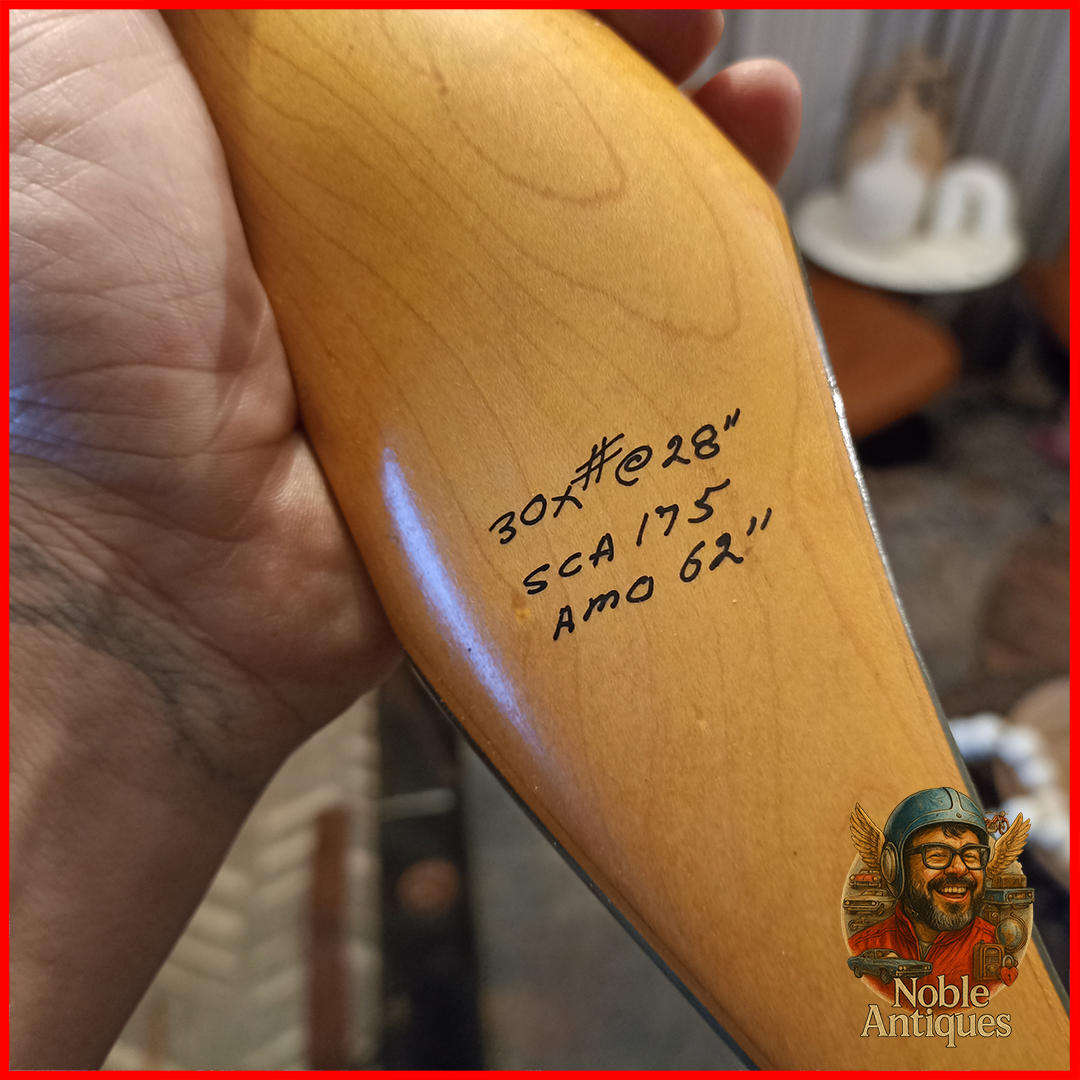 30x#@28"
SCA 175
AMO 62"
Noble
Antiques